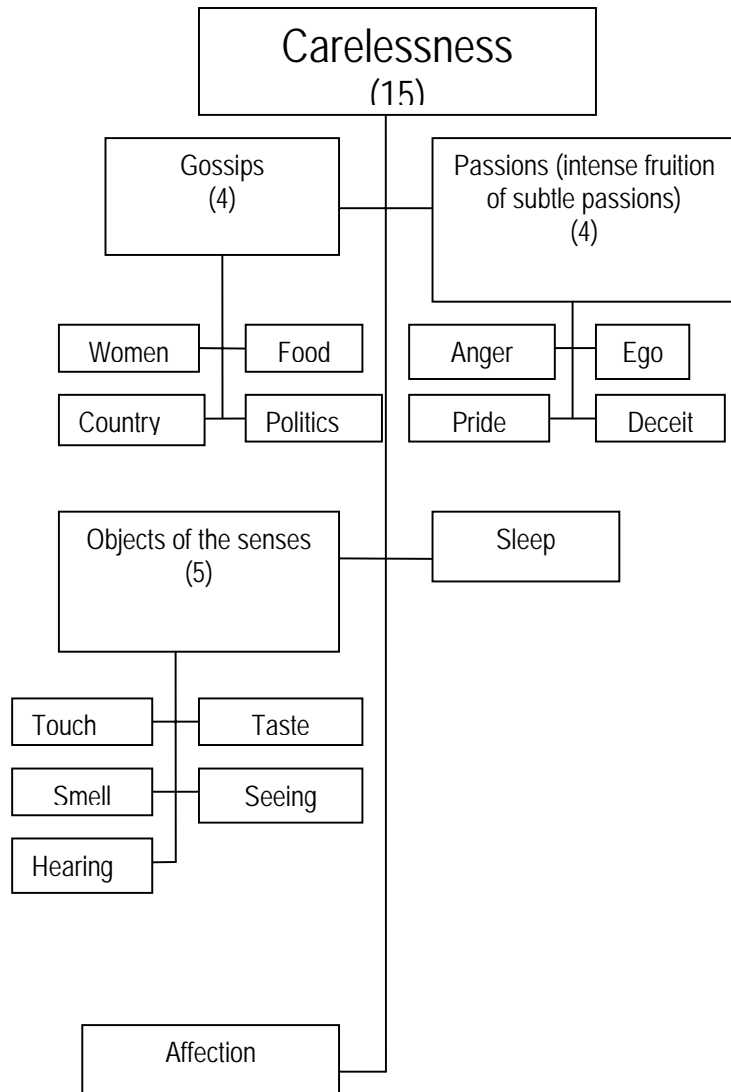 Carelessness
(15)
Gossips
(4)
Passions (intense fruition
of subtle passions)
(4)
Women
Food
Country
Politics
Anger
Ego
Pride
Deceit
Objects of the senses
(5)
Sleep
Touch
Taste
Smell
Seeing
Hearing
Affection